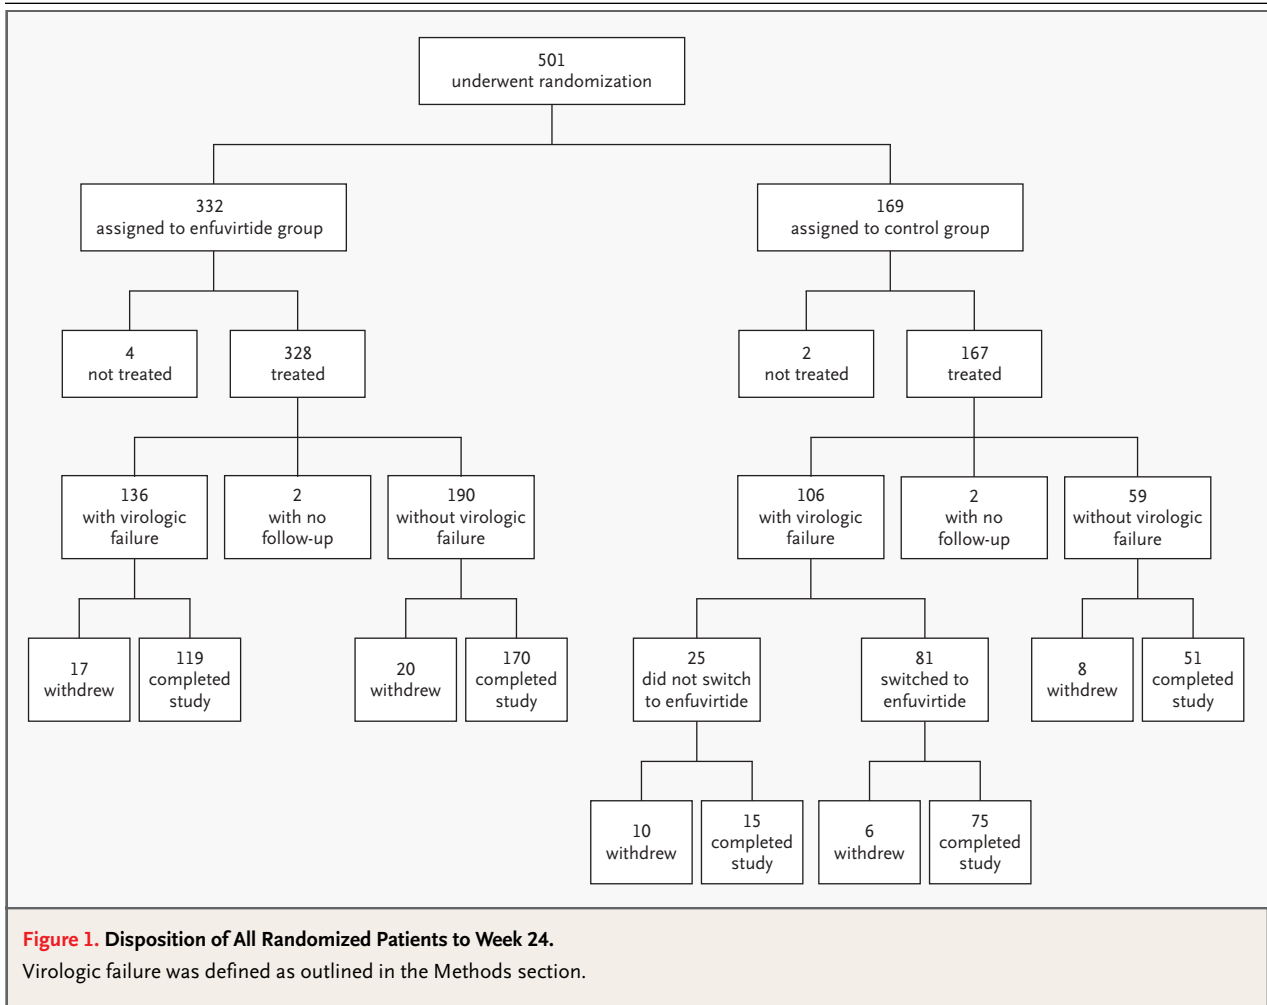 501
underwent randomization
332
assigned to enfuvirtide group
169
assigned to control group
4
not treated
328
treated
2
not treated
167
treated
136
with virologic
failure
2
with no
follow-up
190
without virologic
failure
106
with virologic
failure
2
with no
follow-up
59
without virologic
failure
17
withdrew
119
completed
study
20
withdrew
170
completed
study
25
did not switch
to enfuvirtide
81
switched to
enfuvirtide
8
withdrew
51
completed
study
10
withdrew
15
completed
study
6
withdrew
75
completed
study
Figure 1. Disposition of All Randomized Patients to Week 24.
Virologic failure was defined as outlined in the Methods section.